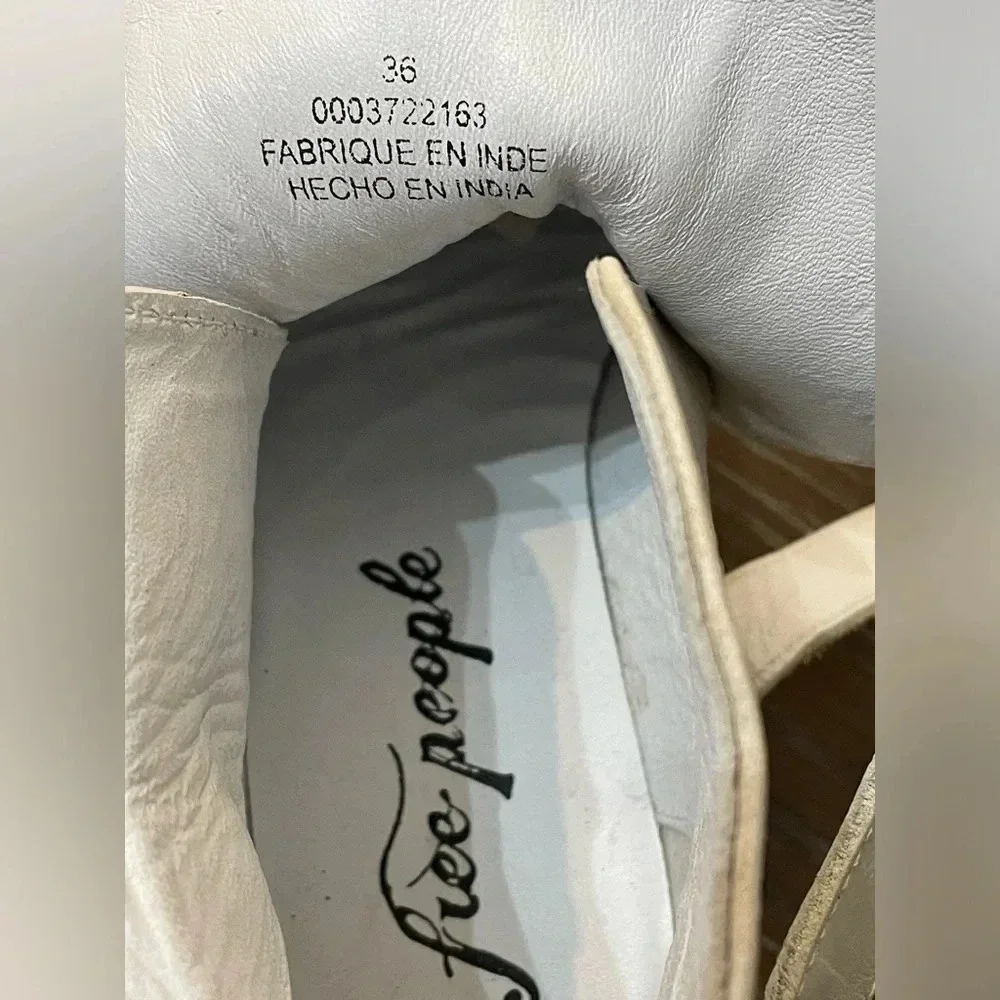 36
0003722163
FABRIQUE EN INDE
HECHO EN INDIA
free people